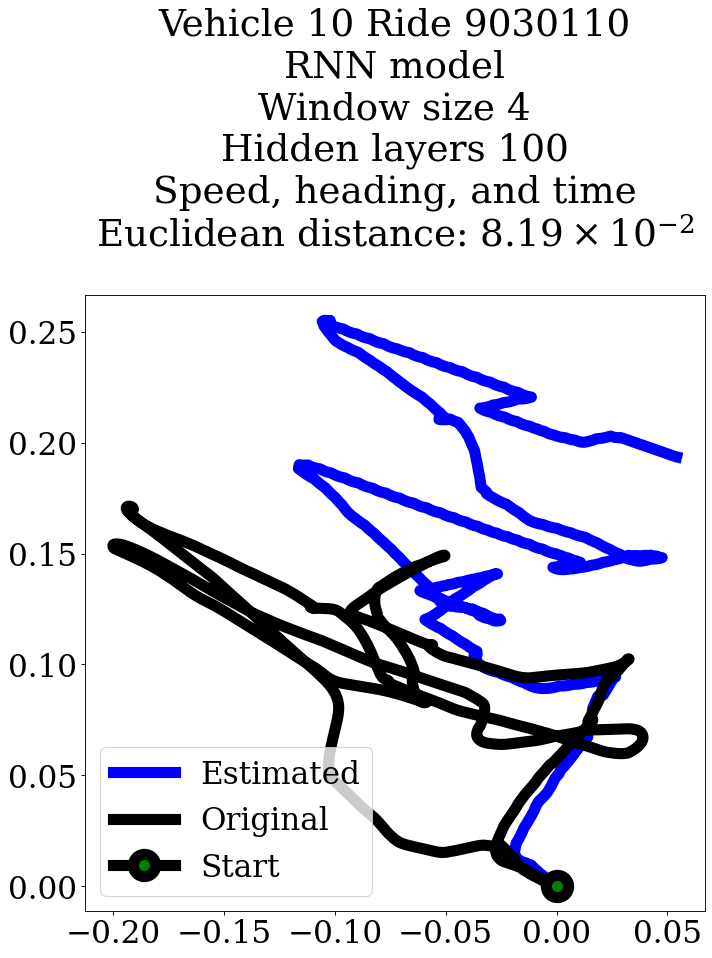 Vehicle 10 Ride 9030110
RNN model
Window size 4
Hidden layers 100
Speed, heading, and time
Euclidean distance: 8.19 × 10⁻²
0.25
0.20
0.15
0.10
0.05
0.00
Estimated
Original
Start
−0.20 −0.15 −0.10 −0.05 0.00 0.05